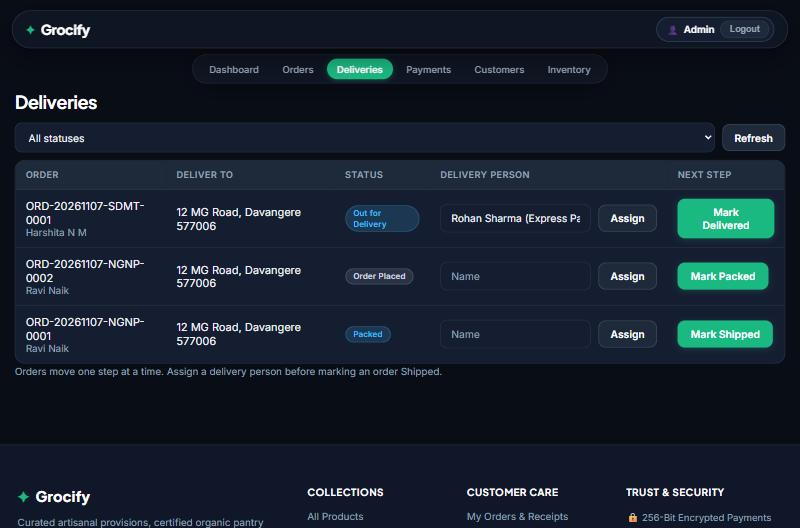 Grocify
Admin
Logout
Dashboard Orders Deliveries Payments Customers Inventory
Deliveries
All statuses
Refresh
ORDER DELIVER TO STATUS DELIVERY PERSON NEXT STEP
ORD-20261107-SDMT-
0001
Harshita N M
12 MG Road, Davangere
577006
Out for
Delivery
Rohan Sharma (Express Pa
Assign
Mark
Delivered
ORD-20261107-NGNP-
0002
Ravi Naik
12 MG Road, Davangere
577006
Order Placed
Name
Assign
Mark Packed
ORD-20261107-NGNP-
0001
Ravi Naik
12 MG Road, Davangere
577006
Packed
Name
Assign
Mark Shipped
Orders move one step at a time. Assign a delivery person before marking an order Shipped.
Grocify
Curated artisanal provisions, certified organic pantry
COLLECTIONS
All Products
CUSTOMER CARE
My Orders & Receipts
TRUST & SECURITY
256-Bit Encrypted Payments